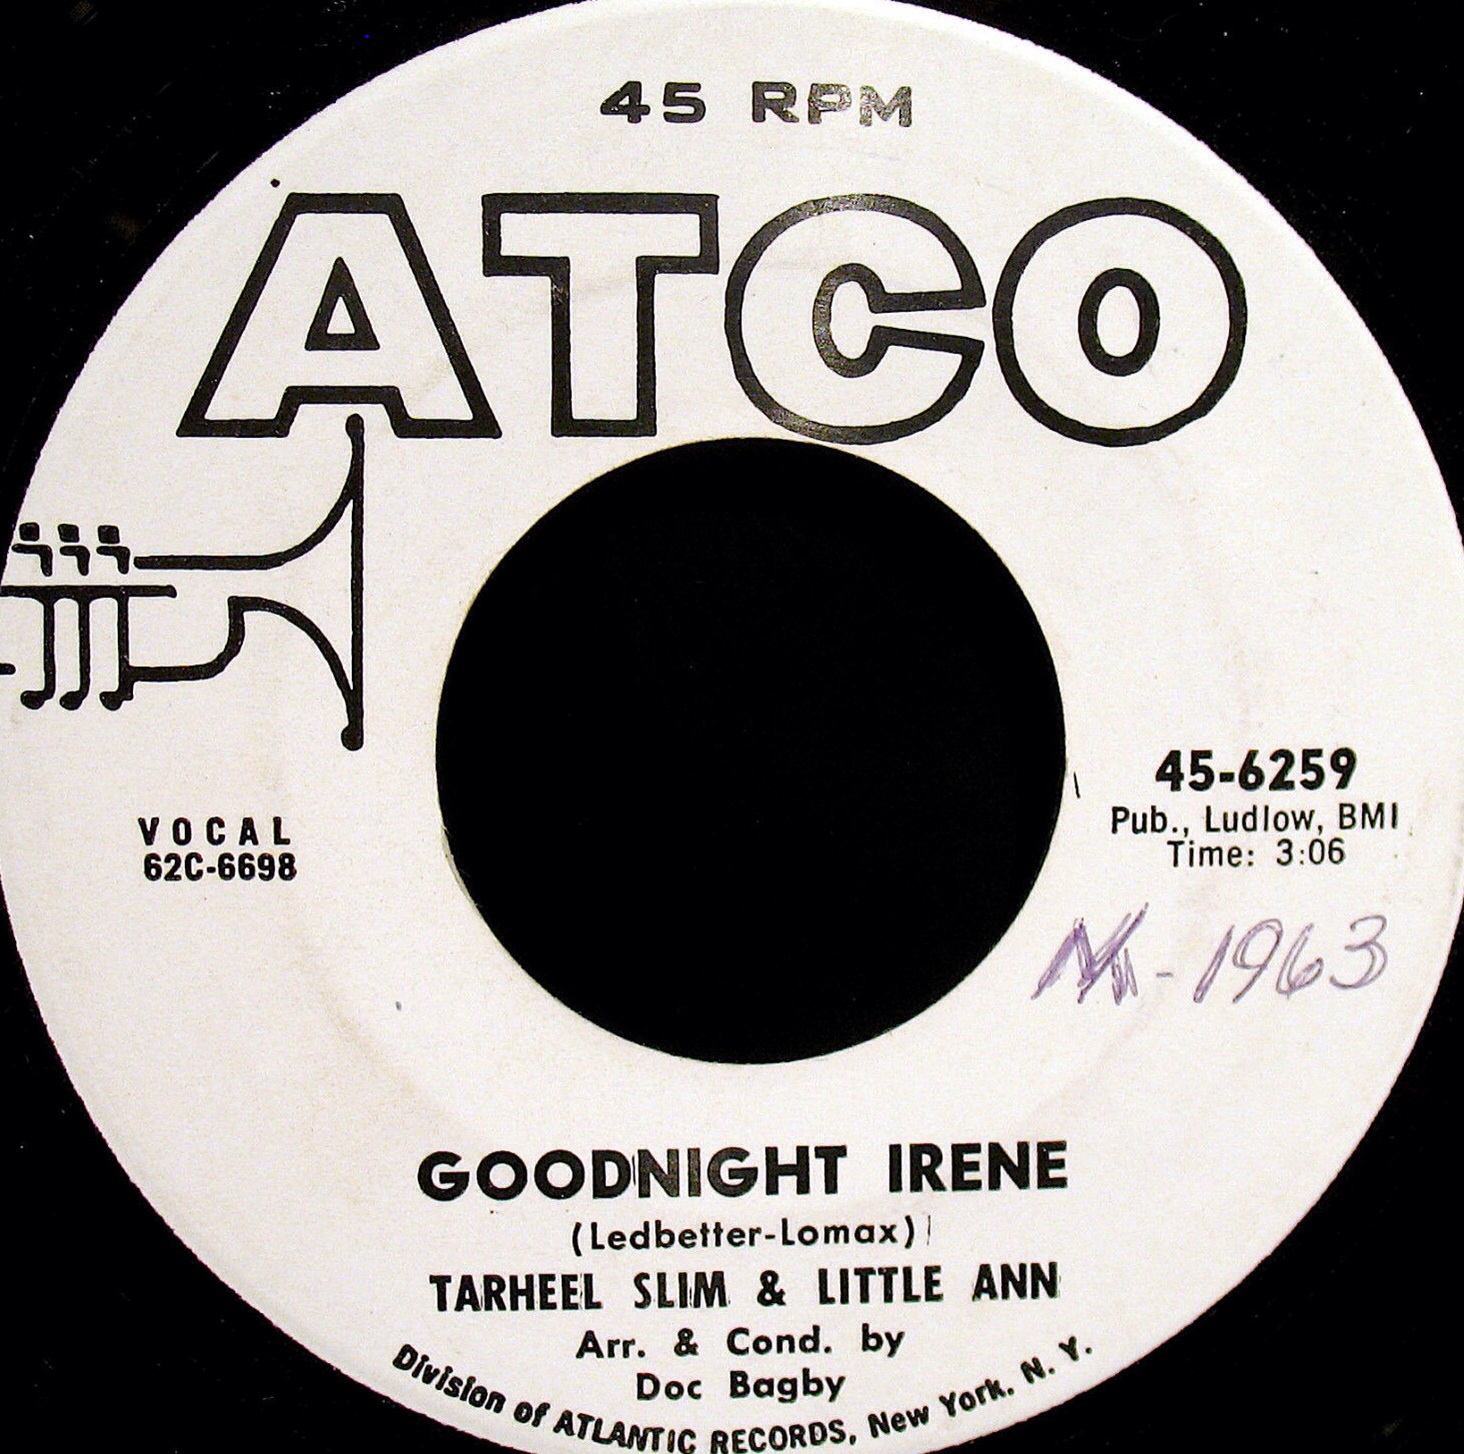 45 RPM
ATCO
VOCAL
62C-6698
45-6259
Pub., Ludlow, BMI
Time: 3:06
- 1963
GOODNIGHT IRENE
(Ledbetter-Lomax)
TARHEEL SLIM & LITTLE ANN
Arr. & Cond. by
Doc Bagby
Division of ATLANTIC RECORDS, New York, N. Y.